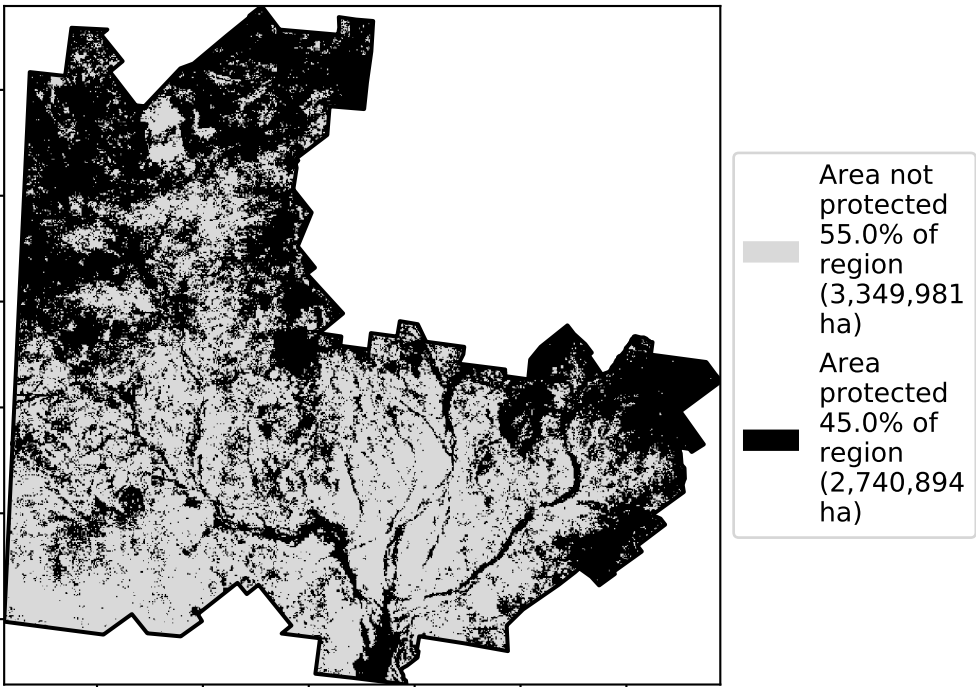 Area not
protected
55.0% of
region
(3,349,981
ha)
Area
protected
45.0% of
region
(2,740,894
ha)